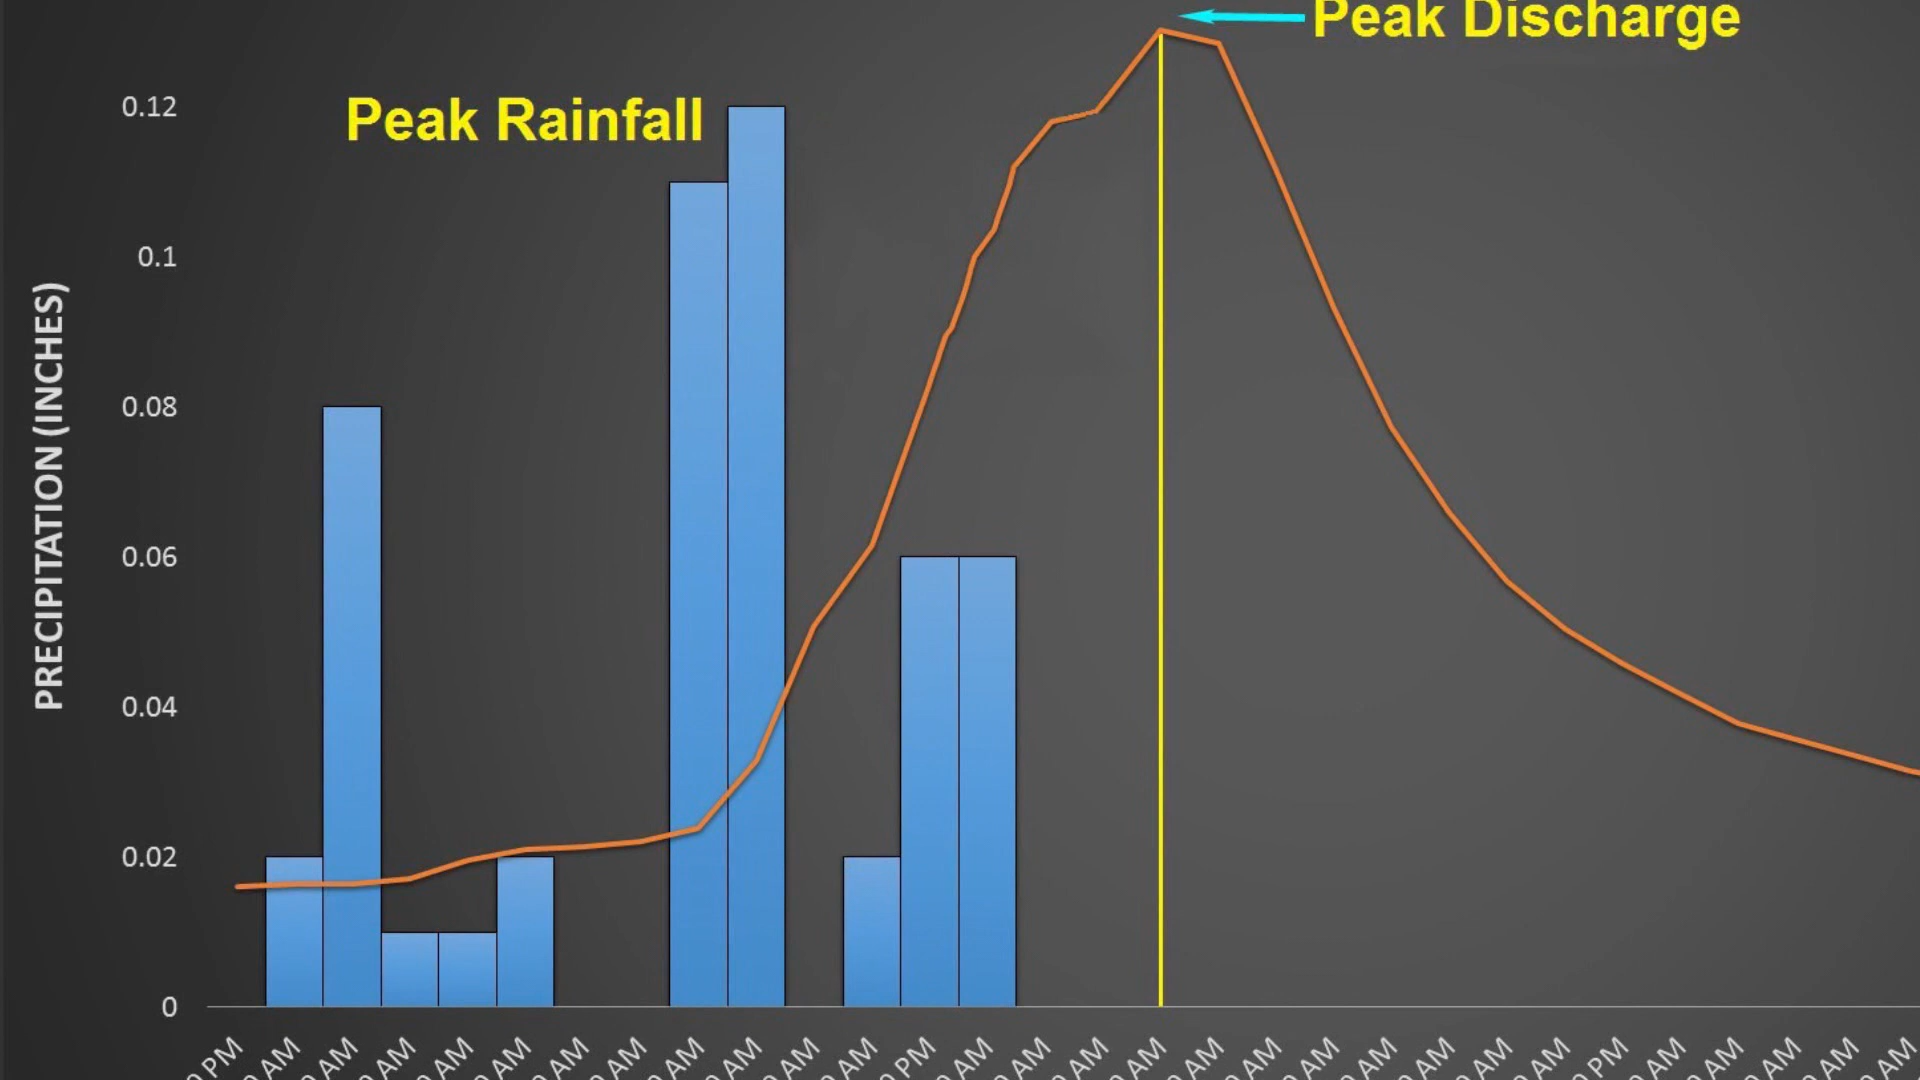 Peak Discharge
Peak Rainfall
0.12
0.1
0.08
0.06
0.04
0.02
0
PRECIPITATION (INCHES)
PM AM AM AM AM AM AM AM AM AM AM AM PM AM AM AM AM AM AM AM AM AM AM AM PM AM AM AM AM AM